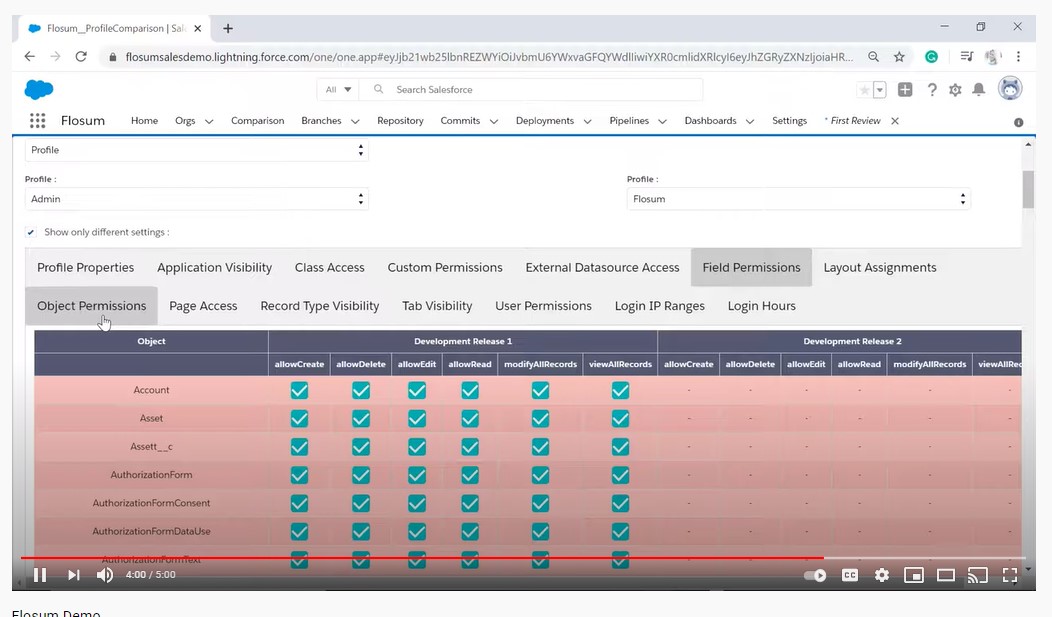 Flosum__ProfileComparison | Sale
flosumsalesdemo.lightning.force.com/one/one.app#eyJjb21wb25lbnREZWYiOiJvbmU6YWxvaGFQYWdlIiwiYXR0cmlidXRlcyI6eyJhZGRyZXNzIjoiaHR...
All Search Salesforce
Flosum Home Orgs Comparison Branches Repository Commits Deployments Pipelines Dashboards Settings * First Review
Profile
Profile : Profile :
Admin Flosum
Show only different settings :
Profile Properties Application Visibility Class Access Custom Permissions External Datasource Access Field Permissions Layout Assignments
Object Permissions Page Access Record Type Visibility Tab Visibility User Permissions Login IP Ranges Login Hours
Object Development Release 1 Development Release 2
allowCreate allowDelete allowEdit allowRead modifyAllRecords viewAllRecords allowCreate allowDelete allowEdit allowRead modifyAllRecords viewAllRec
Account - - - - - -
Asset - - - - - -
Assett__c - - - - - -
AuthorizationForm - - - - - -
AuthorizationFormConsent - - - - - -
AuthorizationFormDataUse - - - - - -
AuthorizationFormText
4:00 / 5:00 CC
Flosum Demo